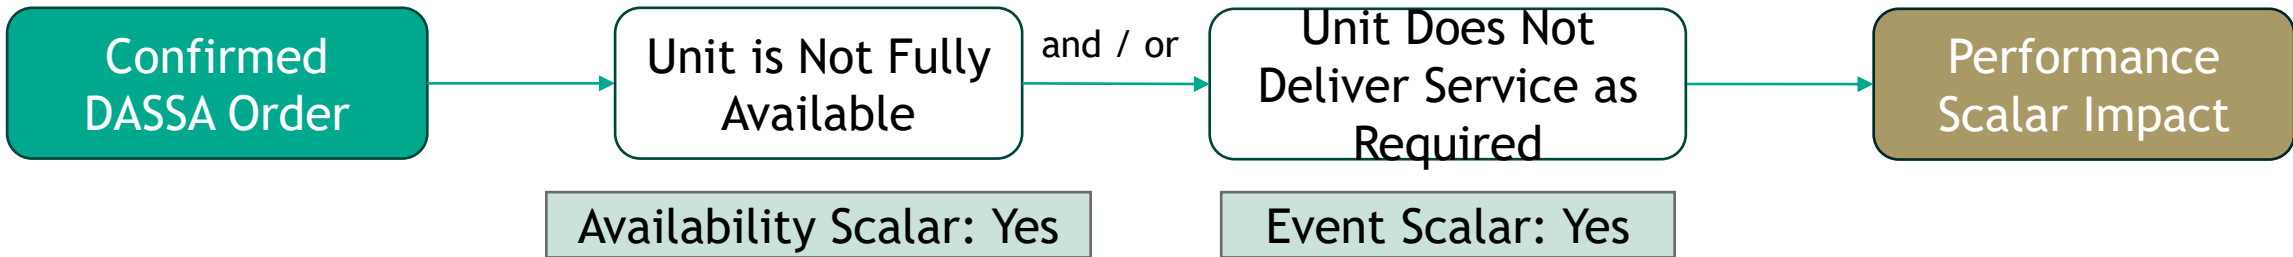 Confirmed
DASSA Order
Unit is Not Fully
Available
and / or
Unit Does Not
Deliver Service as
Required
Performance
Scalar Impact
Availability Scalar: Yes
Event Scalar: Yes